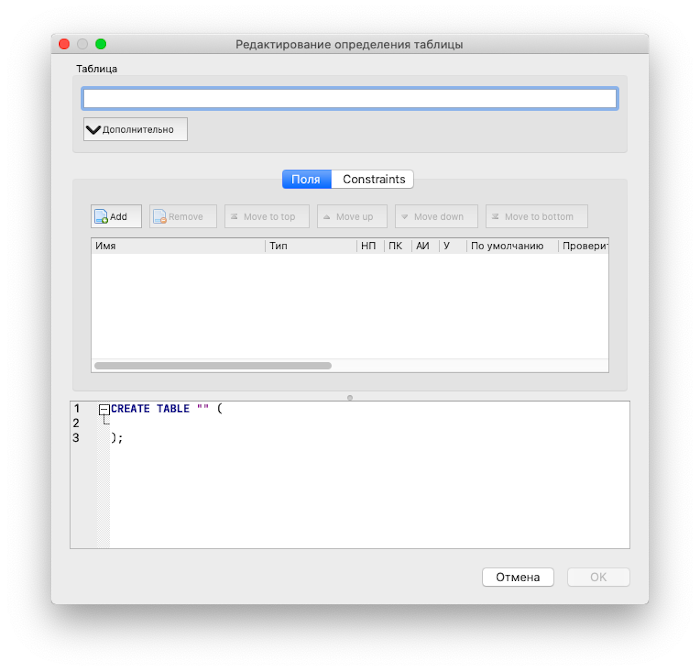 Редактирование определения таблицы
Таблица
Дополнительно
Поля Constraints
Add Remove Move to top Move up Move down Move to bottom
Имя Тип НП ПК АИ У По умолчанию Проверит
1 CREATE TABLE "" (
2
3 );
Отмена OK